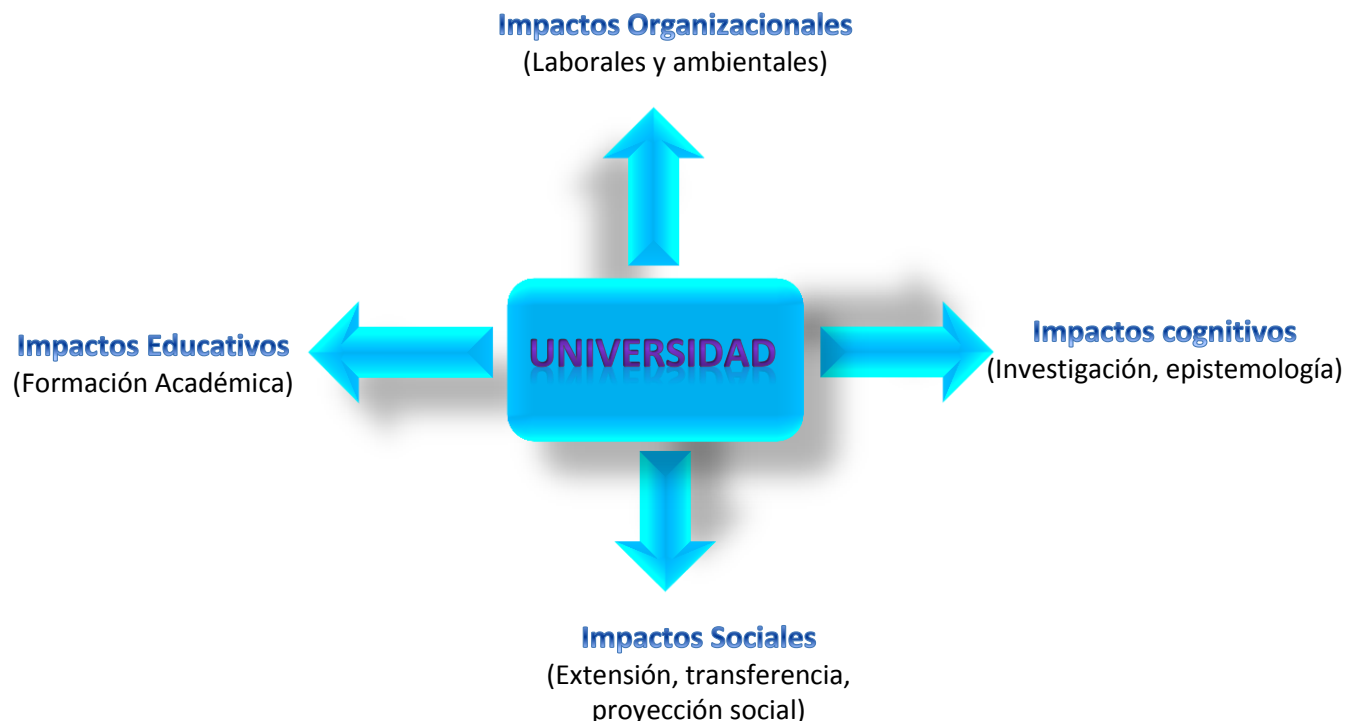 Impactos Organizacionales
(Laborales y ambientales)
Impactos Educativos
(Formación Académica)
UNIVERSIDAD
Impactos cognitivos
(Investigación, epistemología)
Impactos Sociales
(Extensión, transferencia,
proyección social)